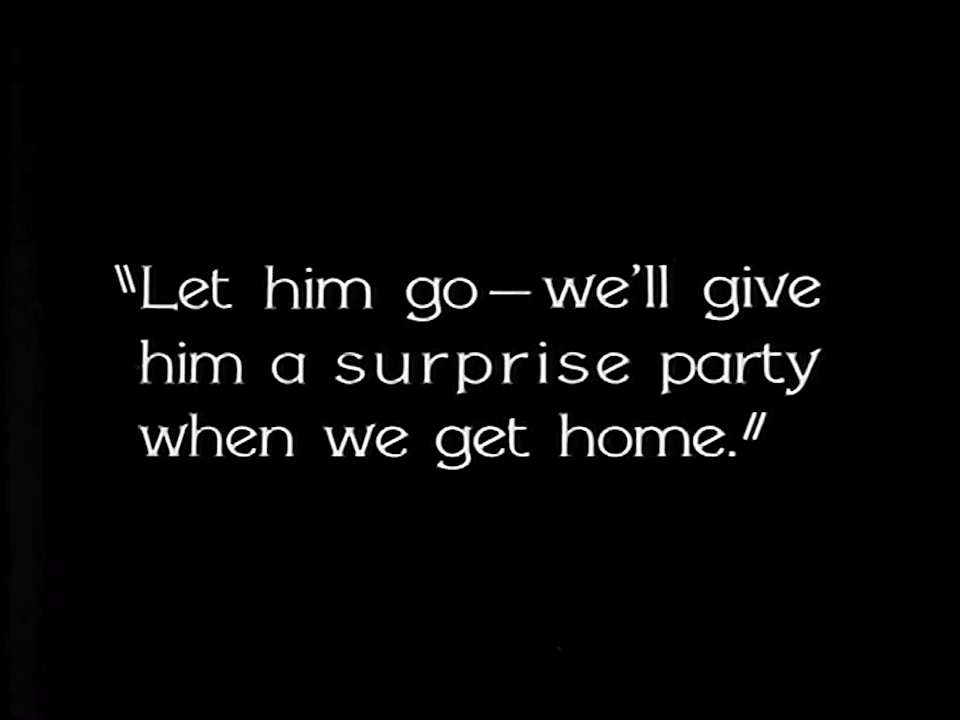 "Let him go—we'll give
him a surprise party
when we get home."